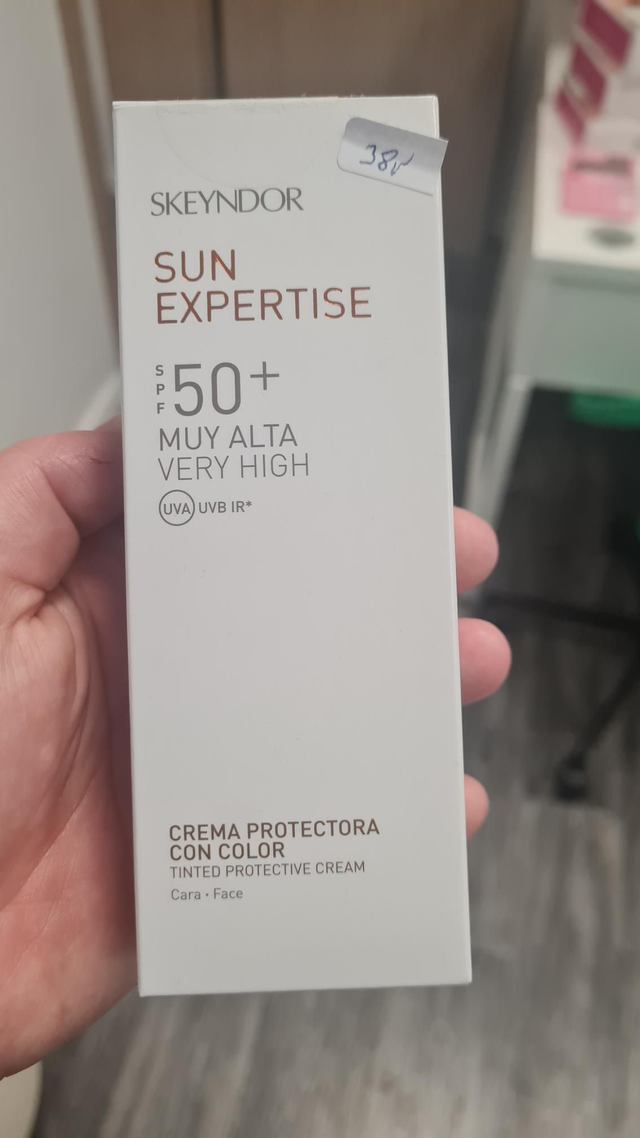 SKEYNDOR
SUN
EXPERTISE
SPF 50+
MUY ALTA
VERY HIGH
UVA UVB IR*
CREMA PROTECTORA
CON COLOR
TINTED PROTECTIVE CREAM
Cara · Face